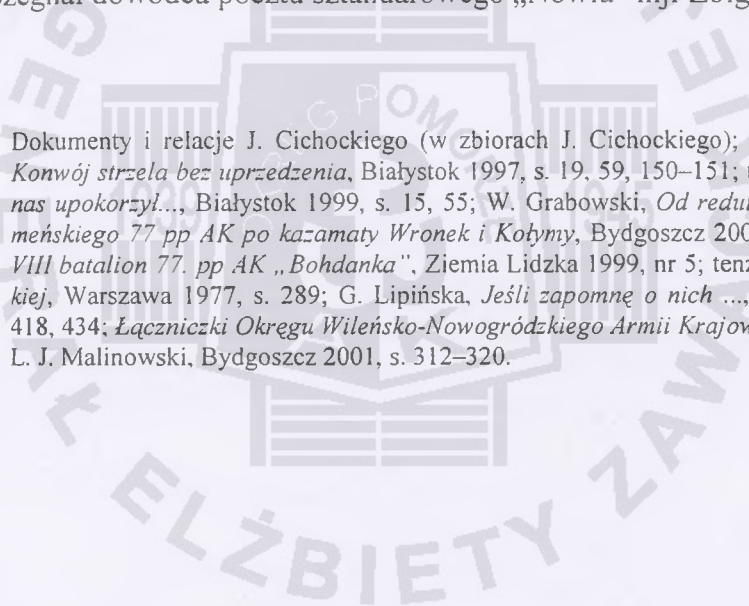 dowódca pocztu sztandarowego „Nowiu" mjr Zbig
Dokumenty i relacje J. Cichockiego (w zbiorach J. Cichockiego);
Konwój strzela bez uprzedzenia, Białystok 1997, s. 19, 59, 150–151;
nas upokorzył..., Białystok 1999, s. 15, 55; W. Grabowski, Od redu
meńskiego 77 pp AK po kazamaty Wronek i Kołymy, Bydgoszcz 200
VIII batalion 77. pp AK „Bohdanka", Ziemia Lidzka 1999, nr 5; ten
kiej, Warszawa 1977, s. 289; G. Lipińska, Jeśli zapomnę o nich ...,
418, 434; Łączniczki Okręgu Wileńsko-Nowogródzkiego Armii Krajow
L. J. Malinowski, Bydgoszcz 2001, s. 312–320.
ELŻBIETY ZAW